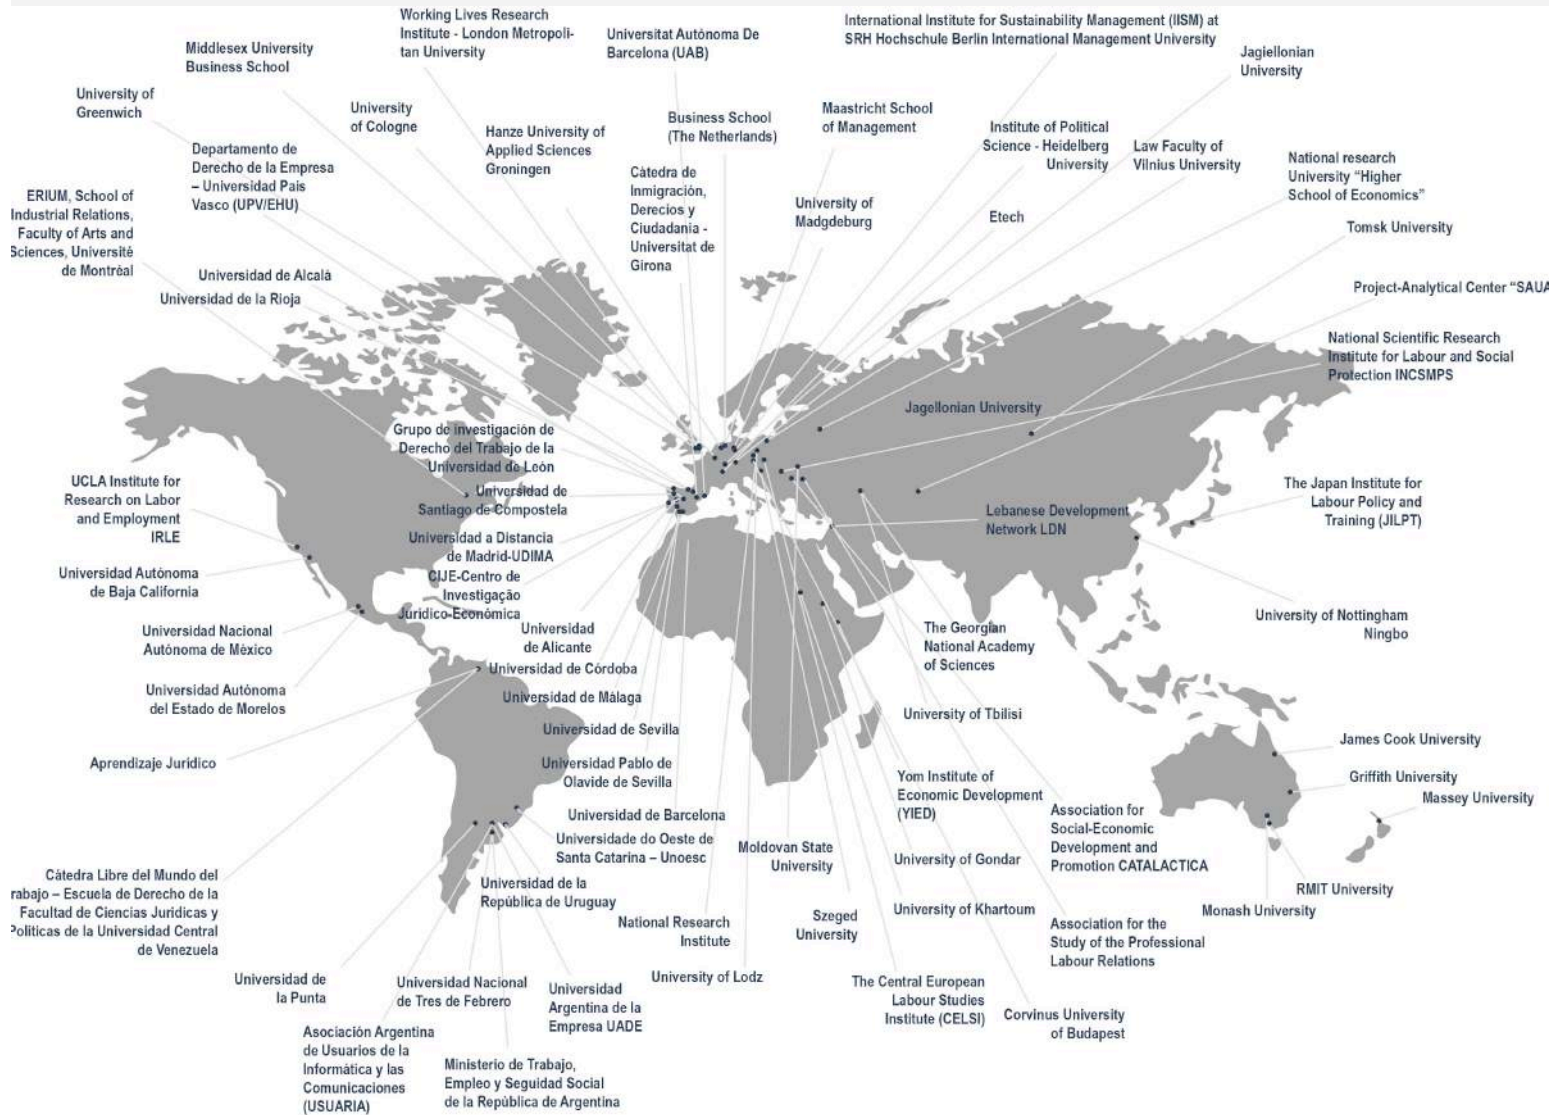 Working Lives Research
Institute - London Metropoli-
tan University
Middlesex University
Business School
Universitat Autónoma De
Barcelona (UAB)
International Institute for Sustainability Management (IISM) at
SRH Hochschule Berlin International Management University
Jagiellonian
University
University of
Greenwich
University
of Cologne
Hanze University of
Applied Sciences
Groningen
Business School
(The Netherlands)
Maastricht School
of Management
Institute of Political
Science - Heidelberg
University
Law Faculty of
Vilnius University
National research
University “Higher
School of Economics”
Departamento de
Derecho de la Empresa
– Universidad Pais
Vasco (UPV/EHU)
Càtedra de
Inmigración,
Derecios y
Ciudadania -
Universitat de
Girona
University of
Madgdeburg
Etech
Tomsk University
ERIUM, School of
Industrial Relations,
Faculty of Arts and
Sciences, Universitè
de Montrèal
Universidad de Alcalà
Universidad de la Rioja
Project-Analytical Center “SAUA
National Scientific Research
Institute for Labour and Social
Protection INCSMPS
Jagellonian University
Grupo de investigación de
Derecho del Trabajo de la
Universidad de León
UCLA Institute for
Research on Labor
and Employment
IRLE
Universidad de
Santiago de Compostela
The Japan Institute for
Labour Policy and
Training (JILPT)
Lebanese Development
Network LDN
Universidad a Distancia
de Madrid-UDIMA
Universidad Autónoma
de Baja California
CIJE-Centro de
Investigação
Jurídico-Económica
Universidad Nacional
Autónoma de Mèxico
Universidad
de Alicante
The Georgian
National Academy
of Sciences
University of Nottingham
Ningbo
Universidad de Córdoba
Universidad Autónoma
del Estado de Morelos
Universidad de Málaga
University of Tbilisi
Universidad de Sevilla
James Cook University
Aprendizaje Jurídico
Universidad Pablo de
Olavide de Sevilla
Yom Institute of
Economic Development
(YIED)
Griffith University
Massey University
Universidad de Barcelona
Association for
Social-Economic
Development and
Promotion CATALACTICA
Universidade do Oeste de
Santa Catarina – Unoesc
Moldovan State
University
University of Gondar
Càtedra Libre del Mundo del
rabajo – Escuela de Derecho de la
Facultad de Ciencias Jurìdicas y
Polìticas de la Universidad Central
de Venezuela
Universidad de la
Repùblica de Uruguay
RMIT University
Monash University
National Research
Institute
Szeged
University
University of Khartoum
Association for the
Study of the Professional
Labour Relations
Universidad de
la Punta
Universidad Nacional
de Tres de Febrero
Universidad
Argentina de la
Empresa UADE
University of Lodz
The Central European
Labour Studies
Institute (CELSI)
Corvinus University
of Budapest
Asociación Argentina
de Usuarios de la
Informàtica y las
Comunicaciones
(USUARIA)
Ministerio de Trabajo,
Empleo y Seguidad Social
de la Repùblica de Argentina